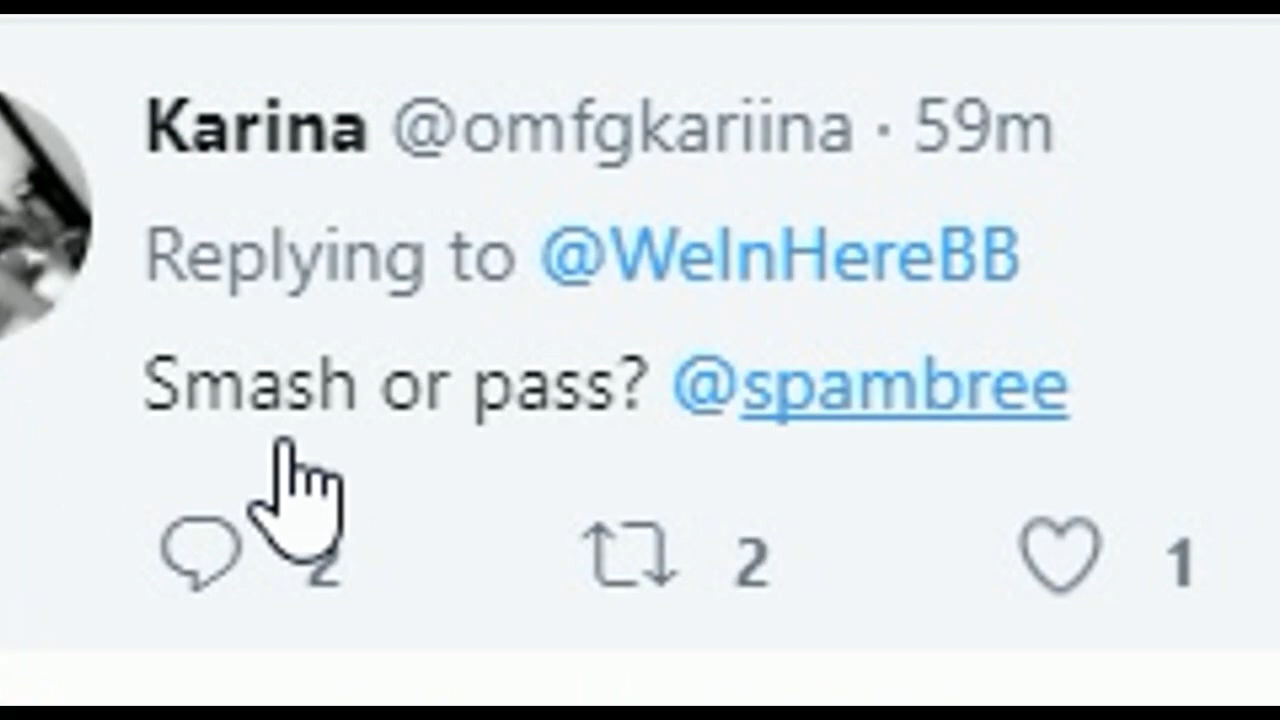 Karina @omfgkariina · 59m
Replying to @WeInHereBB
Smash or pass? @spambree
2 2 1